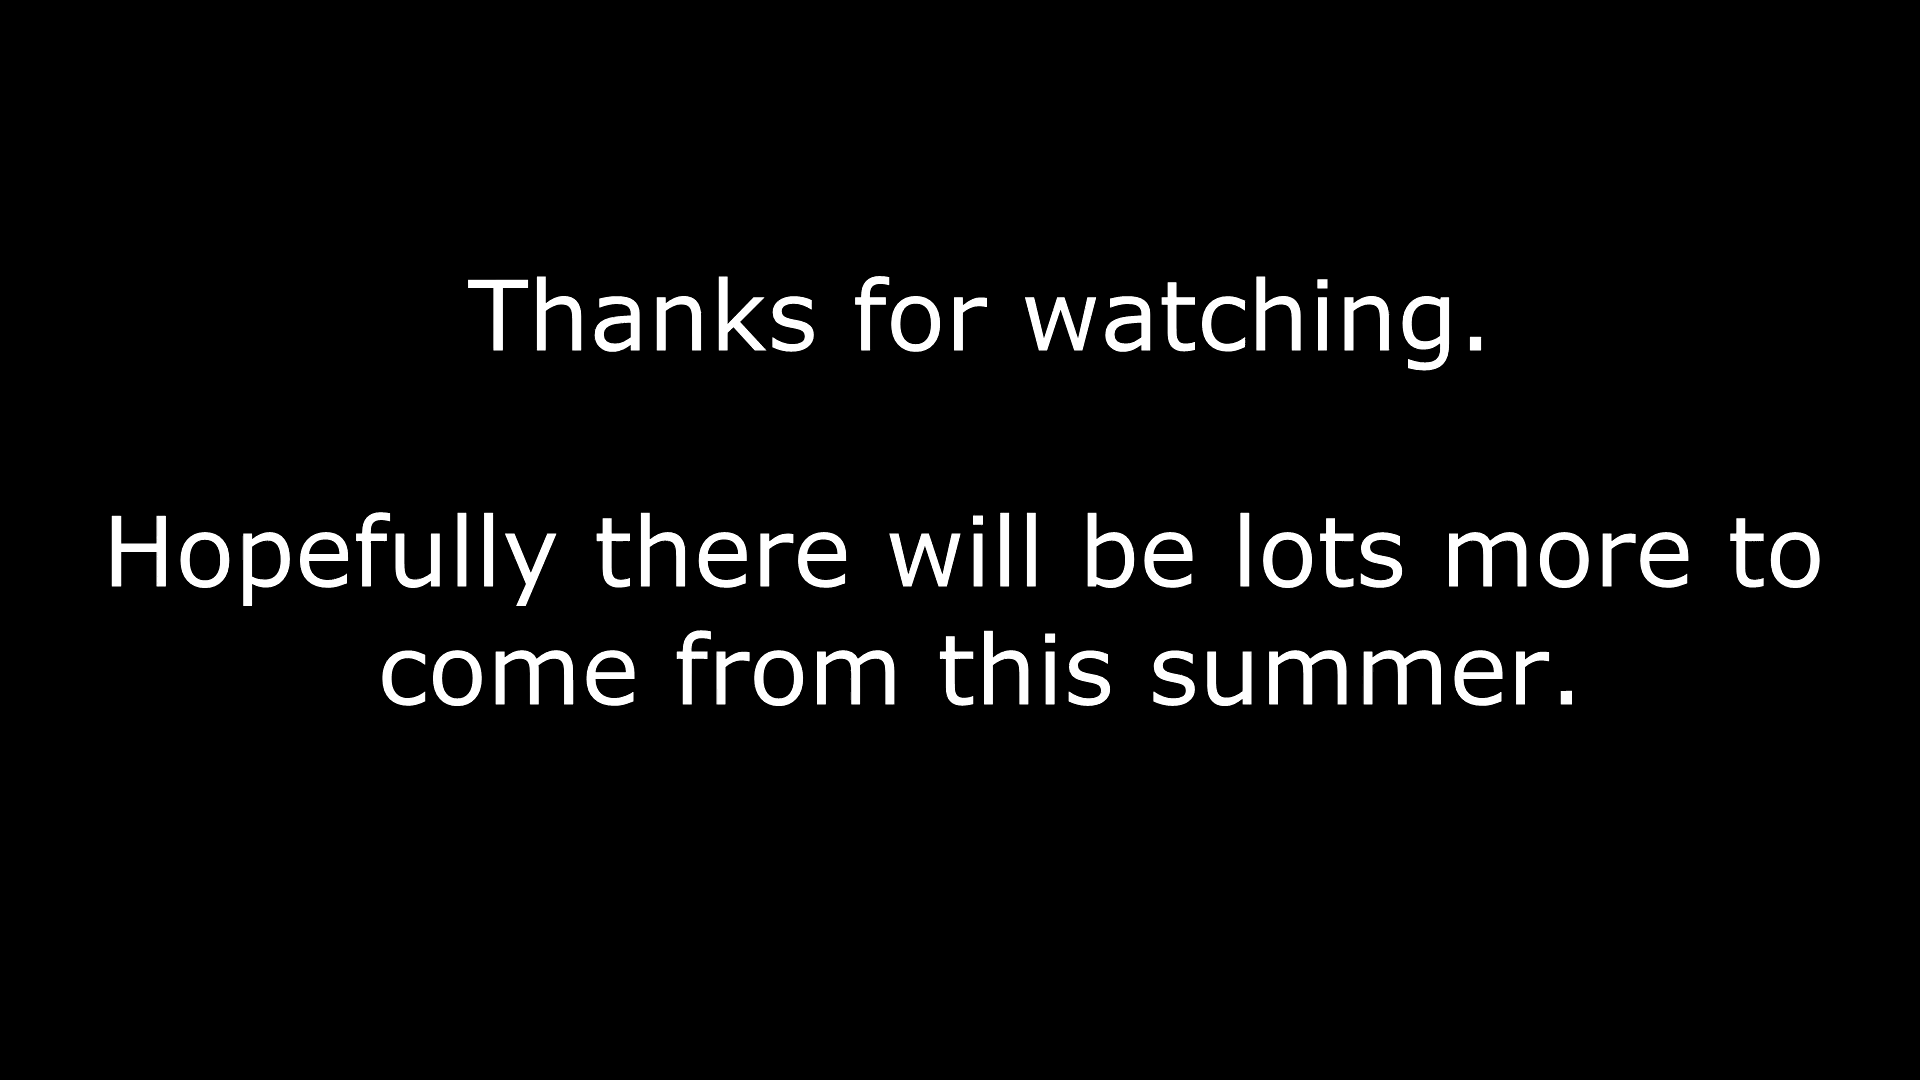 Thanks for watching.
Hopefully there will be lots more to
come from this summer.